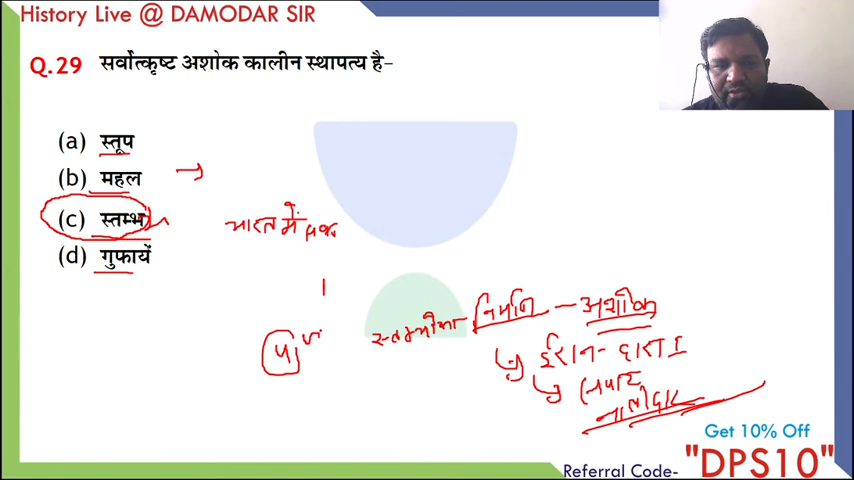 History Live @ DAMODAR SIR
Q.29 सर्वोत्कृष्ट अशोक कालीन स्थापत्य है-
(a) स्तूप
(b) महल
(c) स्तम्भ
(d) गुफायें
भारत में
स्तम्भों का निर्माण - अशोक
ईरान - दारा I
Get 10% Off
Referral Code- "DPS10"